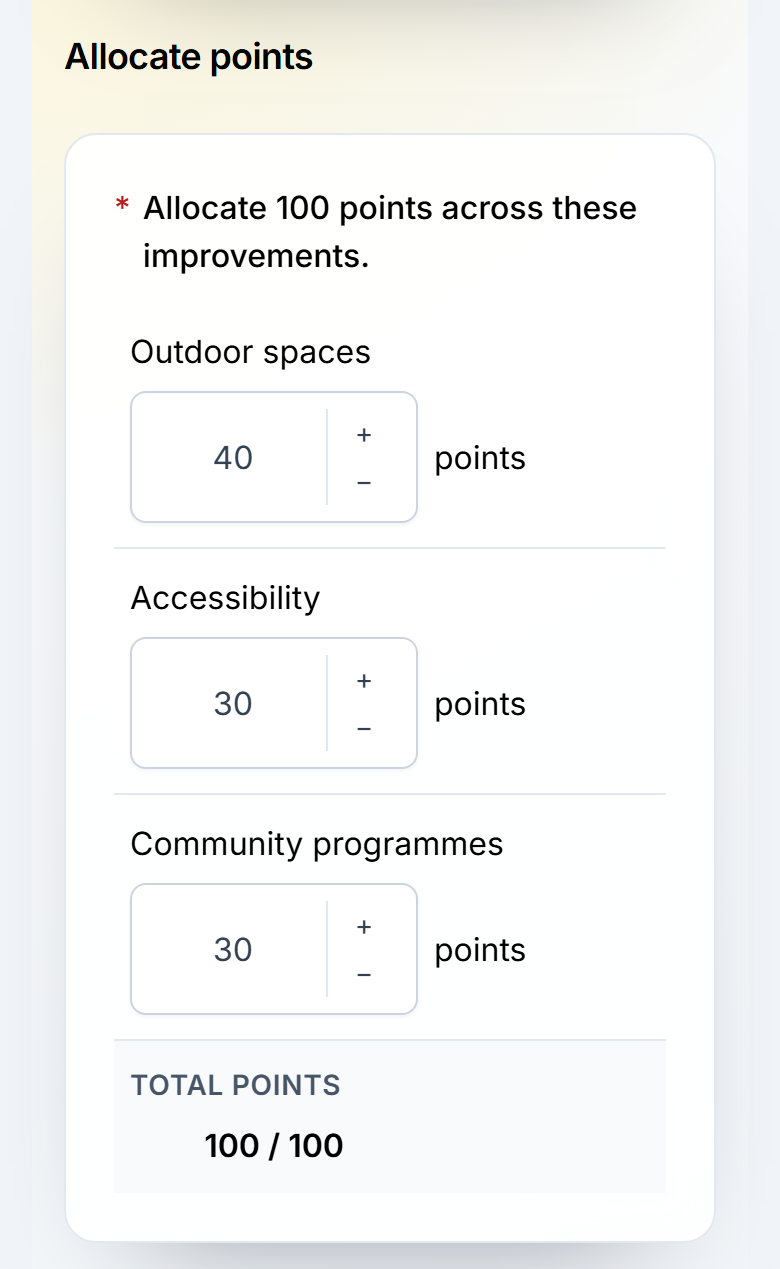 Allocate points
* Allocate 100 points across these
improvements.
Outdoor spaces
40
+
−
points
Accessibility
30
+
−
points
Community programmes
30
+
−
points
TOTAL POINTS
100 / 100